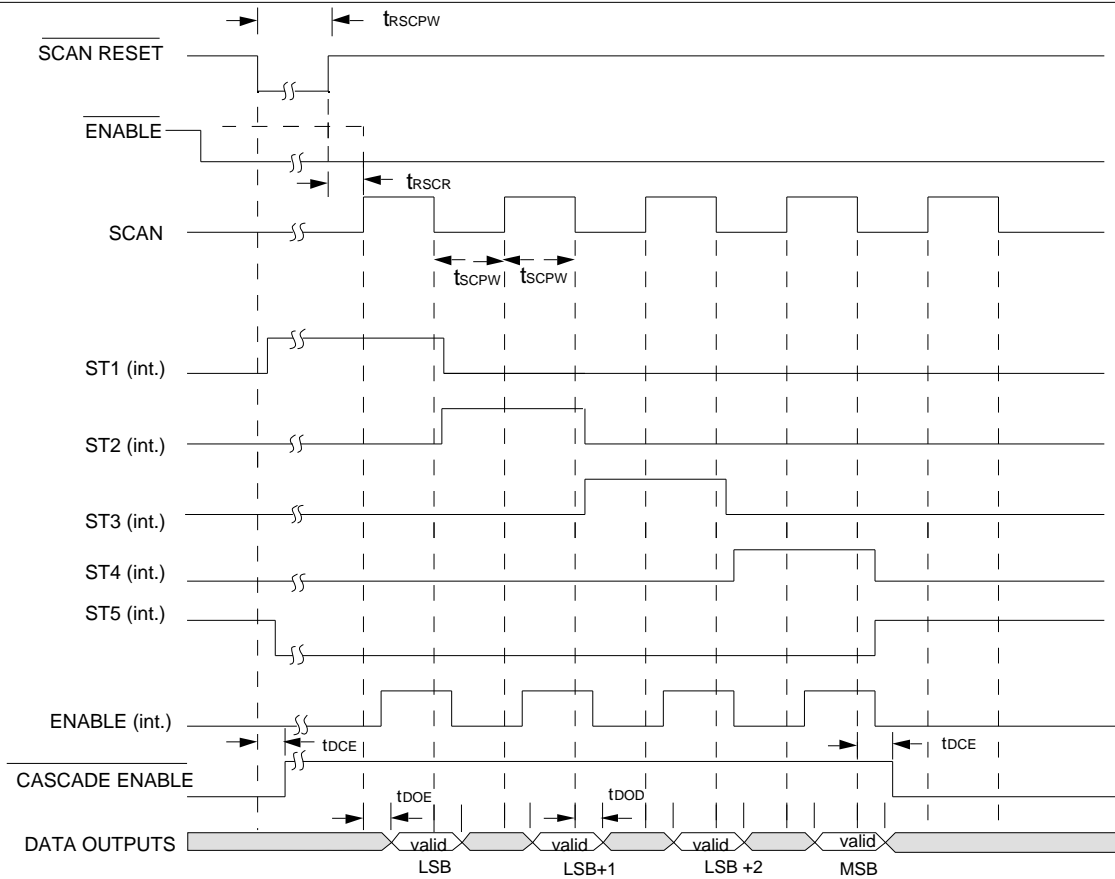 tRSCPW
SCAN RESET
ENABLE
tRSCR
SCAN
tSCPW tSCPW
ST1 (int.)
ST2 (int.)
ST3 (int.)
ST4 (int.)
ST5 (int.)
ENABLE (int.)
tDCE tDCE
CASCADE ENABLE
tDOE tDOD
DATA OUTPUTS valid valid valid valid
LSB LSB+1 LSB +2 MSB